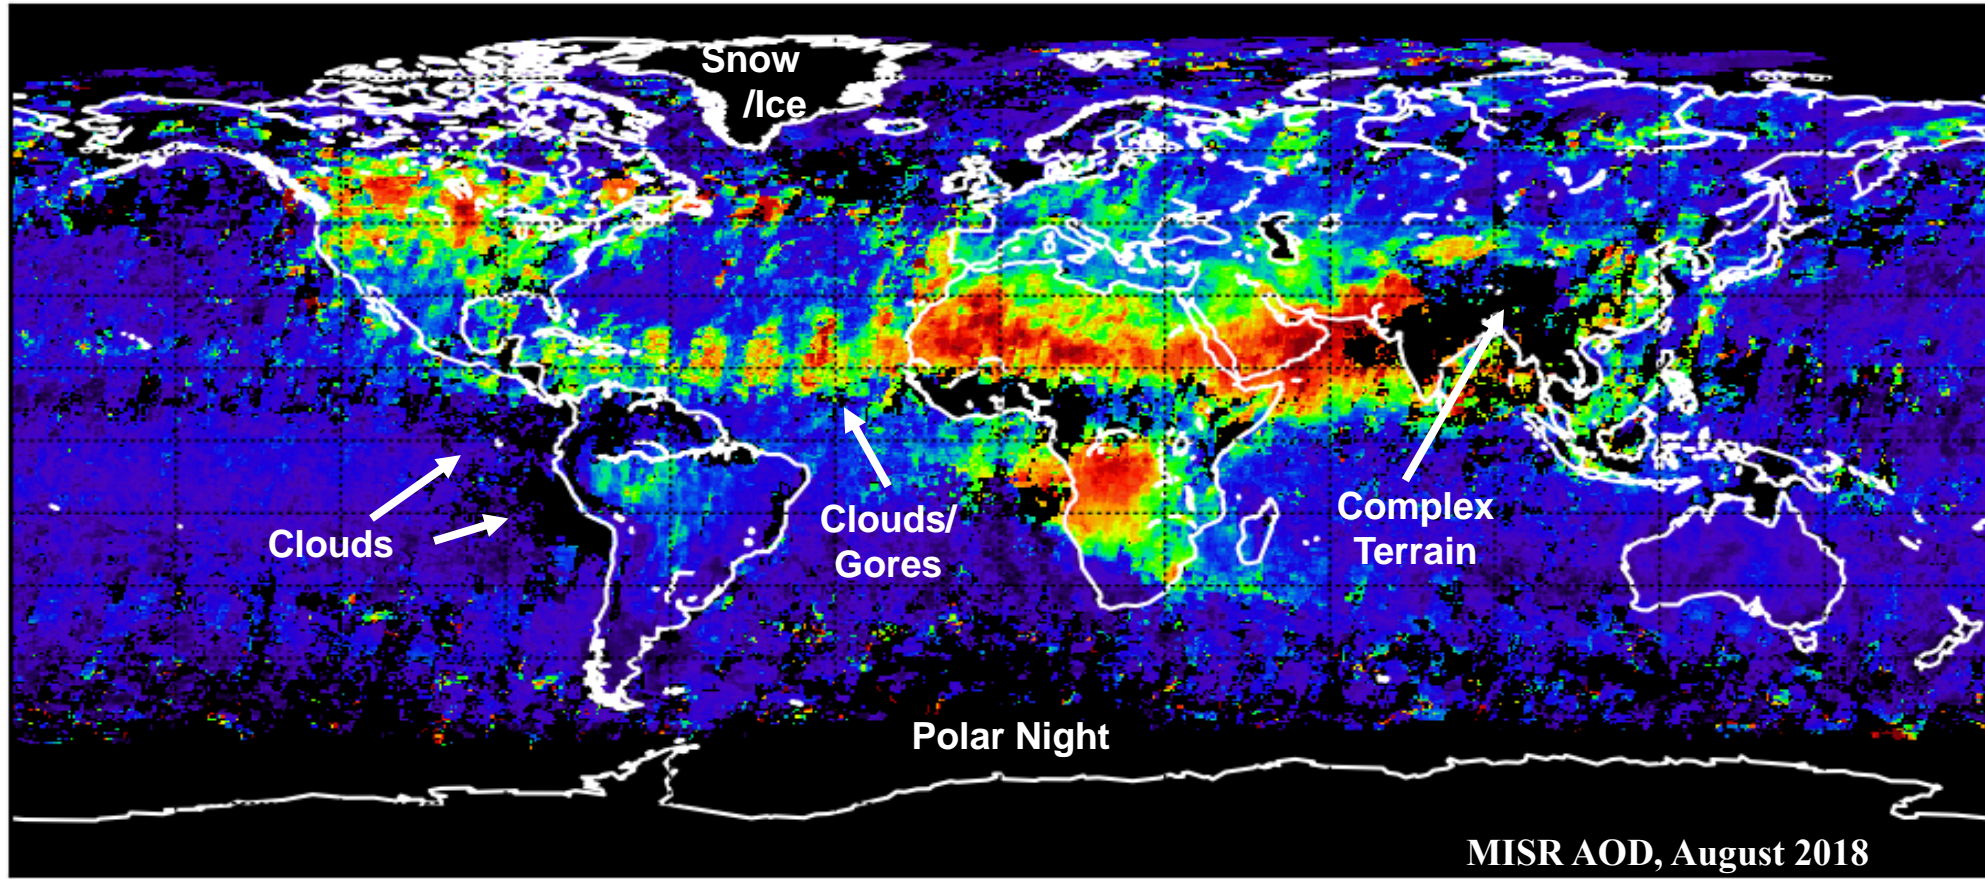 Snow
/Ice
Clouds
Clouds/
Gores
Complex
Terrain
Polar Night
MISR AOD, August 2018